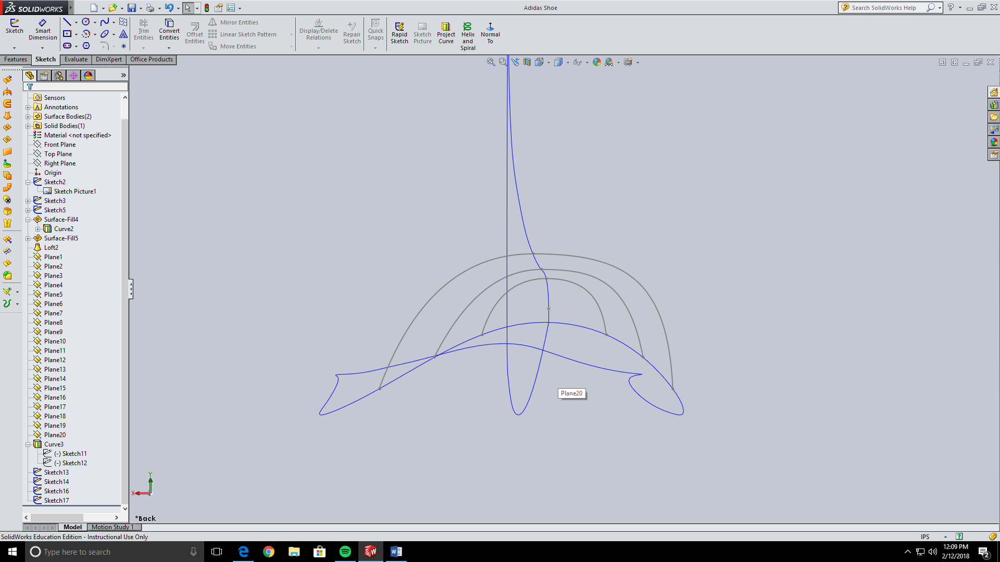 SOLIDWORKS
Adidas Shoe
Search SolidWorks Help
Sketch
Smart Dimension
Trim Entities
Convert Entities
Offset Entities
Mirror Entities
Linear Sketch Pattern
Move Entities
Display/Delete Relations
Repair Sketch
Quick Snaps
Rapid Sketch
Sketch Picture
Project Curve
Helix and Spiral
Normal To
Features
Sketch
Evaluate
DimXpert
Office Products
Sensors
Annotations
Surface Bodies(2)
Solid Bodies(1)
Material <not specified>
Front Plane
Top Plane
Right Plane
Origin
Sketch2
Sketch Picture1
Sketch3
Sketch5
Surface-Fill4
Curve2
Surface-Fill5
Loft2
Plane1
Plane2
Plane3
Plane4
Plane5
Plane6
Plane7
Plane8
Plane9
Plane10
Plane11
Plane12
Plane13
Plane14
Plane15
Plane16
Plane17
Plane18
Plane19
Plane20
Curve3
(-) Sketch11
(-) Sketch12
Sketch13
Sketch14
Sketch16
Sketch17
Plane20
Y
X
*Back
Model
Motion Study 1
SolidWorks Education Edition - Instructional Use Only
IPS
Type here to search
12:09 PM
2/12/2018
2